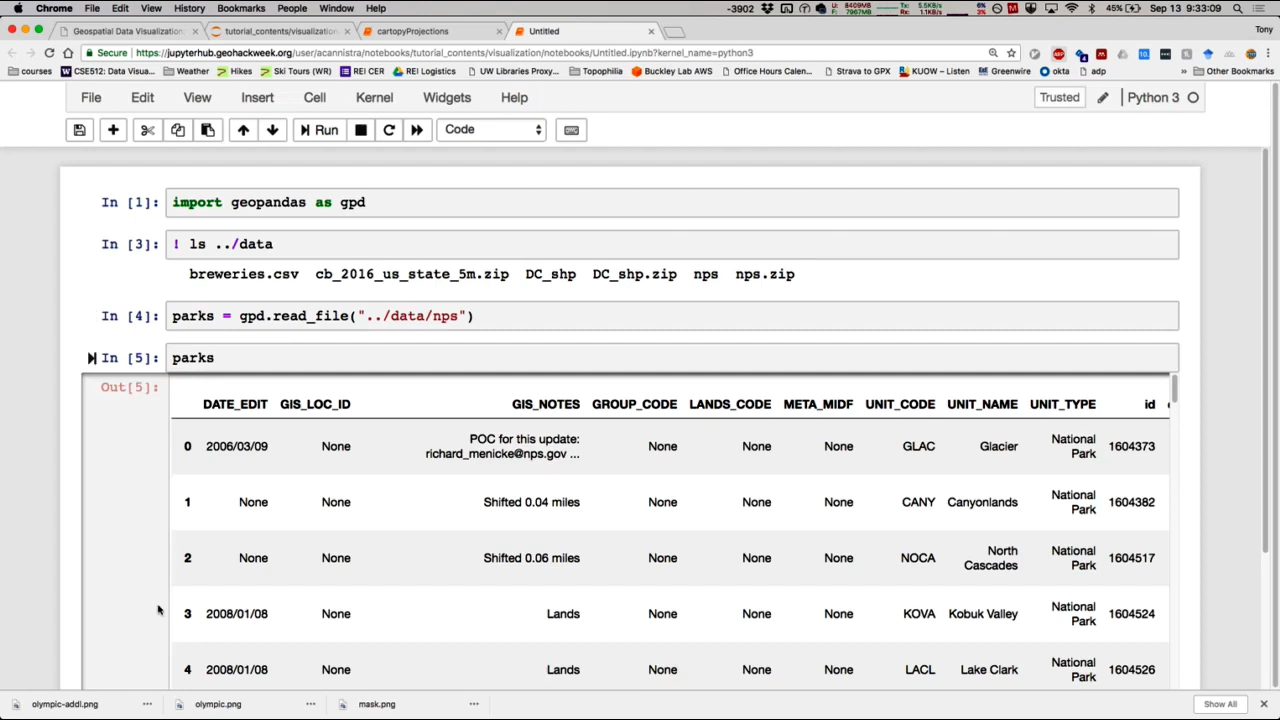 Chrome File Edit View History Bookmarks People Window Help -3902 45% Sep 13 9:33:09
Geospatial Data Visualization tutorial_contents/visualization cartopyProjections Untitled Tony
Secure https://jupyterhub.geohackweek.org/user/acannistra/notebooks/tutorial_contents/visualization/notebooks/Untitled.ipynb?kernel_name=python3
courses CSE512: Data Visua... Weather Hikes Ski Tours (WR) REI CER REI Logistics UW Libraries Proxy... Topophilia Buckley Lab AWS Office Hours Calen... Strava to GPX KUOW – Listen Greenwire okta adp » Other Bookmarks
File Edit View Insert Cell Kernel Widgets Help Trusted Python 3
Run Code
In [1]: import geopandas as gpd
In [3]: ! ls ../data
breweries.csv cb_2016_us_state_5m.zip DC_shp DC_shp.zip nps nps.zip
In [4]: parks = gpd.read_file("../data/nps")
In [5]: parks
Out[5]:
DATE_EDIT GIS_LOC_ID GIS_NOTES GROUP_CODE LANDS_CODE META_MIDF UNIT_CODE UNIT_NAME UNIT_TYPE id
0 2006/03/09 None POC for this update: richard_menicke@nps.gov ... None None None GLAC Glacier National Park 1604373
1 None None Shifted 0.04 miles None None None CANY Canyonlands National Park 1604382
2 None None Shifted 0.06 miles None None None NOCA North Cascades National Park 1604517
3 2008/01/08 None Lands None None None KOVA Kobuk Valley National Park 1604524
4 2008/01/08 None Lands None None None LACL Lake Clark National Park 1604526
olympic-addl.png olympic.png mask.png Show All